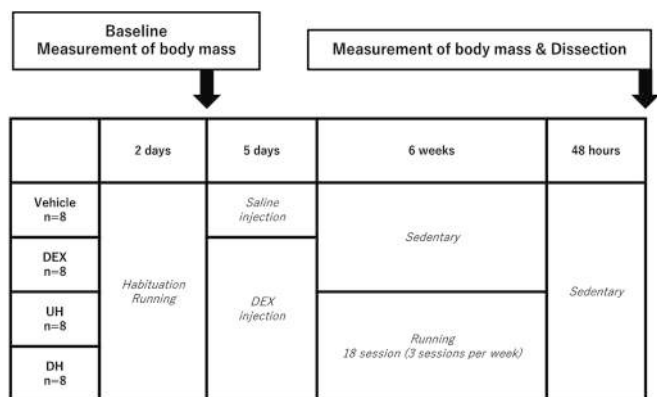 Baseline
Measurement of body mass
Measurement of body mass & Dissection
2 days
5 days
6 weeks
48 hours
Vehicle
n=8
Saline
injection
Sedentary
DEX
n=8
Habituation
Running
DEX
injection
Sedentary
UH
n=8
Running
18 session (3 sessions per week)
DH
n=8